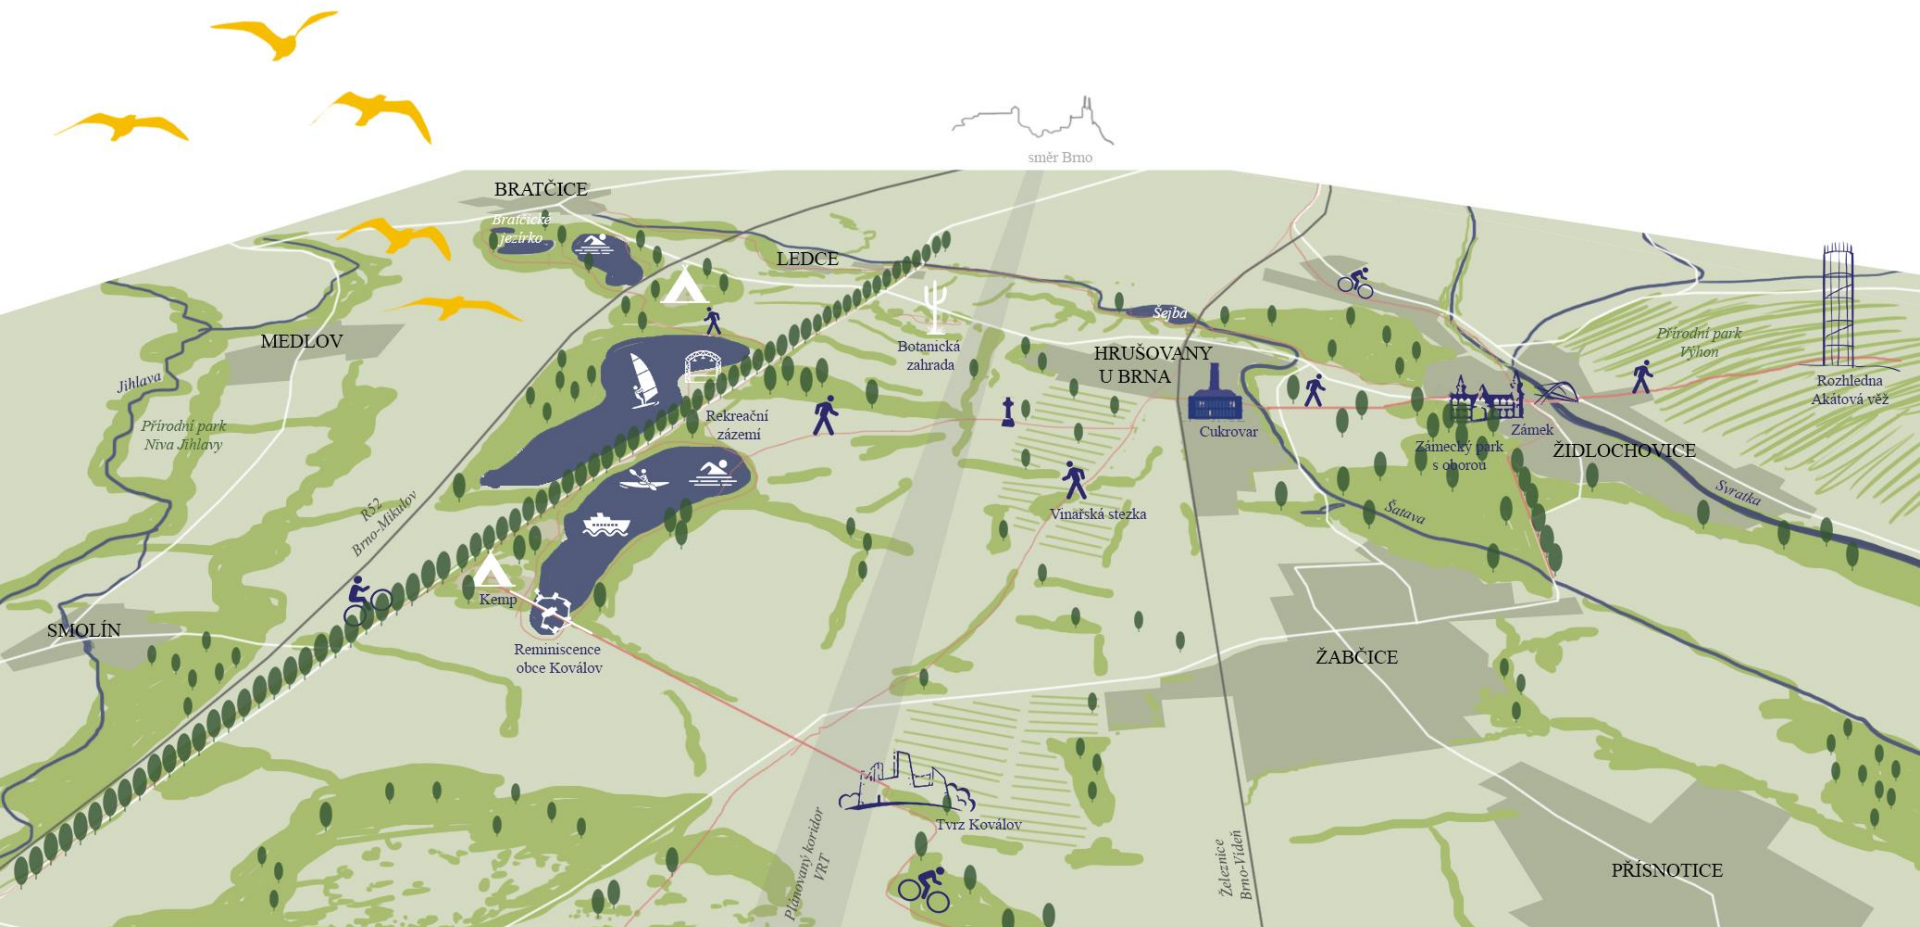 směr Brno
BRATČICE
Bratčické
jezírko
LEDCE
MEDLOV
Jihlava
Přírodní park
Niva Jihlavy
R52
Brno-Mikulov
Botanická
zahrada
Šejba
HRUŠOVANY
U BRNA
Přírodní park
Výhon
Rozhledna
Akátová věž
Rekreační
zázemí
Cukrovar
Zámek
Zámecký park
s oborou
ŽIDLOCHOVICE
Svratka
Šatava
Vinařská stezka
Kemp
SMOLÍN
Reminiscence
obce Koválov
ŽABČICE
Tvrz Koválov
Plánovaný koridor
VRT
Železnice
Brno-Vídeň
PŘÍSNOTICE